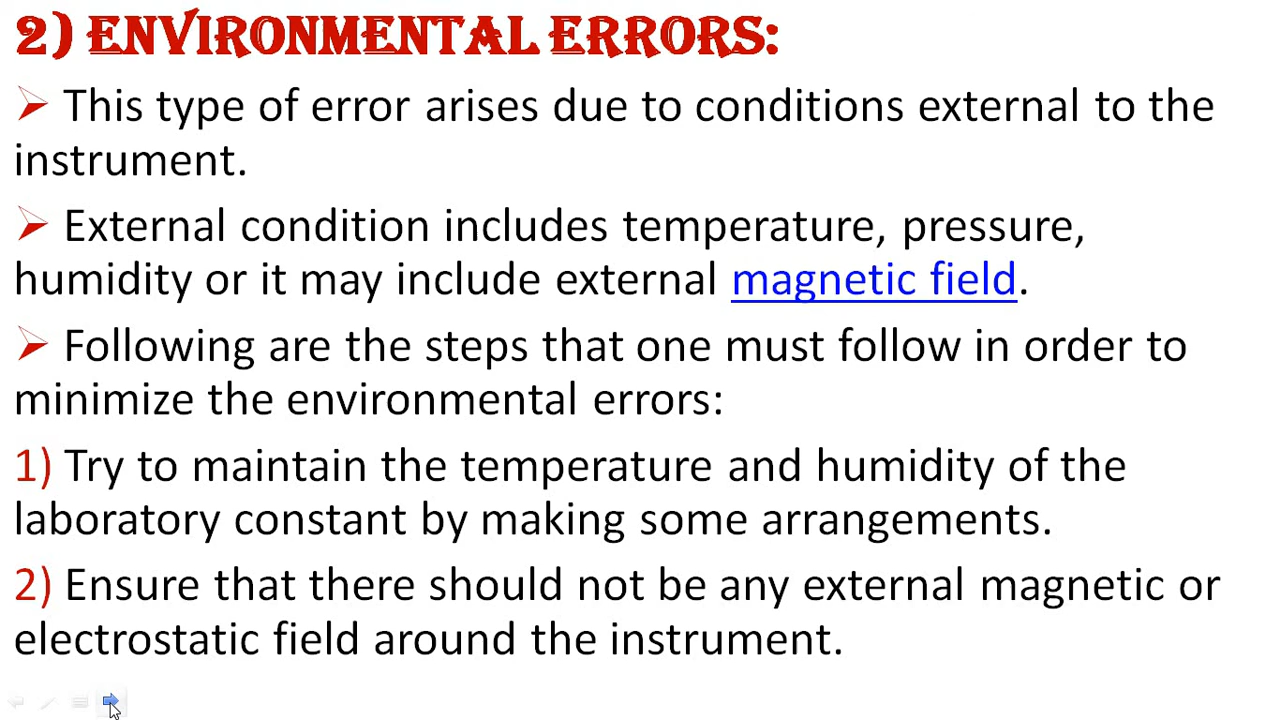 2) ENVIRONMENTAL ERRORS:
➢ This type of error arises due to conditions external to the
instrument.
➢ External condition includes temperature, pressure,
humidity or it may include external magnetic field.
➢ Following are the steps that one must follow in order to
minimize the environmental errors:
1) Try to maintain the temperature and humidity of the
laboratory constant by making some arrangements.
2) Ensure that there should not be any external magnetic or
electrostatic field around the instrument.